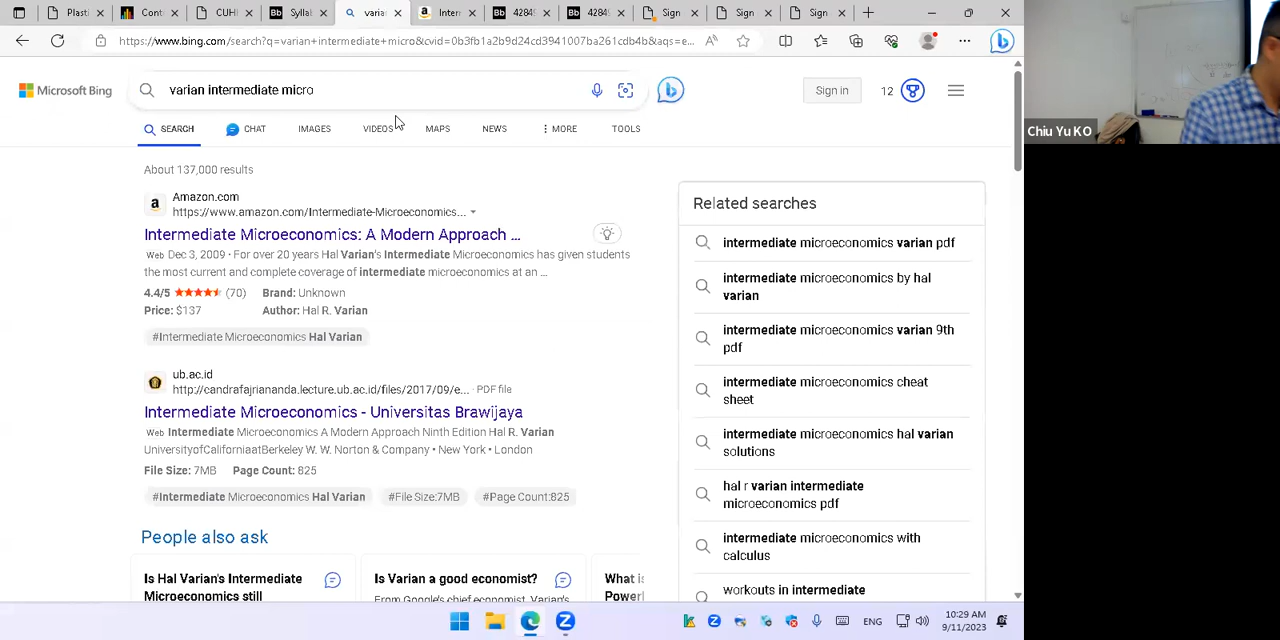 Plasti
Cont
CUHI
Syllal
varia
Inter
4284
4284
Sign
Sign
Sign
https://www.bing.com/search?q=varian+intermediate+micro&cvid=0b3fb1a2b9d24cd3941007ba261cdb4b&aqs=e...
Microsoft Bing
varian intermediate micro
Sign in
12
SEARCH
CHAT
IMAGES
VIDEOS
MAPS
NEWS
MORE
TOOLS
About 137,000 results
Amazon.com
https://www.amazon.com/Intermediate-Microeconomics...
Intermediate Microeconomics: A Modern Approach ...
Web Dec 3, 2009 · For over 20 years Hal Varian's Intermediate Microeconomics has given students
the most current and complete coverage of intermediate microeconomics at an ...
4.4/5 (70) Brand: Unknown
Price: $137 Author: Hal R. Varian
#Intermediate Microeconomics Hal Varian
ub.ac.id
http://candrafajriananda.lecture.ub.ac.id/files/2017/09/e... · PDF file
Intermediate Microeconomics - Universitas Brawijaya
Web Intermediate Microeconomics A Modern Approach Ninth Edition Hal R. Varian
UniversityofCaliforniaatBerkeley W. W. Norton & Company • New York • London
File Size: 7MB Page Count: 825
#Intermediate Microeconomics Hal Varian
#File Size:7MB
#Page Count:825
People also ask
Is Hal Varian's Intermediate
Microeconomics still
Is Varian a good economist?
From Google's chief economist, Varian's
What is
Powerl
Related searches
intermediate microeconomics varian pdf
intermediate microeconomics by hal
varian
intermediate microeconomics varian 9th
pdf
intermediate microeconomics cheat
sheet
intermediate microeconomics hal varian
solutions
hal r varian intermediate
microeconomics pdf
intermediate microeconomics with
calculus
workouts in intermediate
ENG
10:29 AM
9/11/2023
Chiu Yu KO